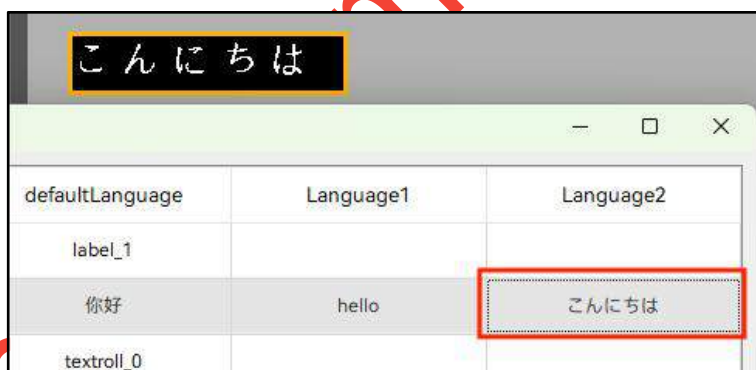 こんにちは
defaultLanguage Language1 Language2
label_1
你好 hello こんにちは
textroll_0